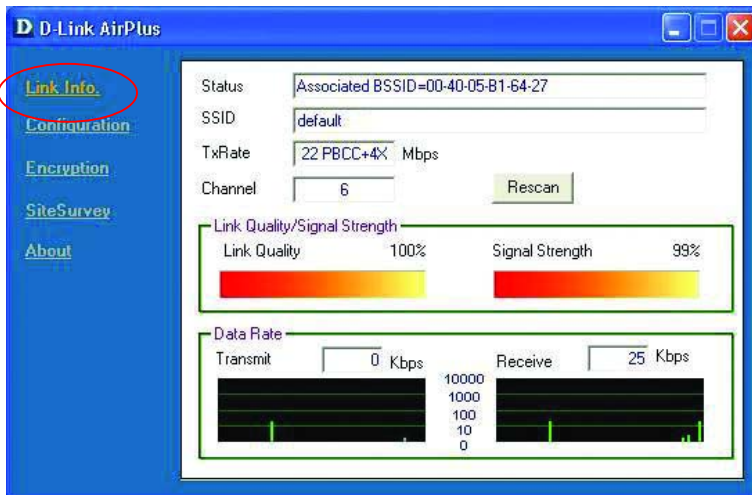 D D-Link AirPlus
Link Info.
Configuration
Encryption
SiteSurvey
About
Status Associated BSSID=00-40-05-B1-64-27
SSID default
TxRate 22 PBCC+4X Mbps
Channel 6 Rescan
Link Quality/Signal Strength
Link Quality 100% Signal Strength 99%
Data Rate
Transmit 0 Kbps Receive 25 Kbps
10000
1000
100
10
0